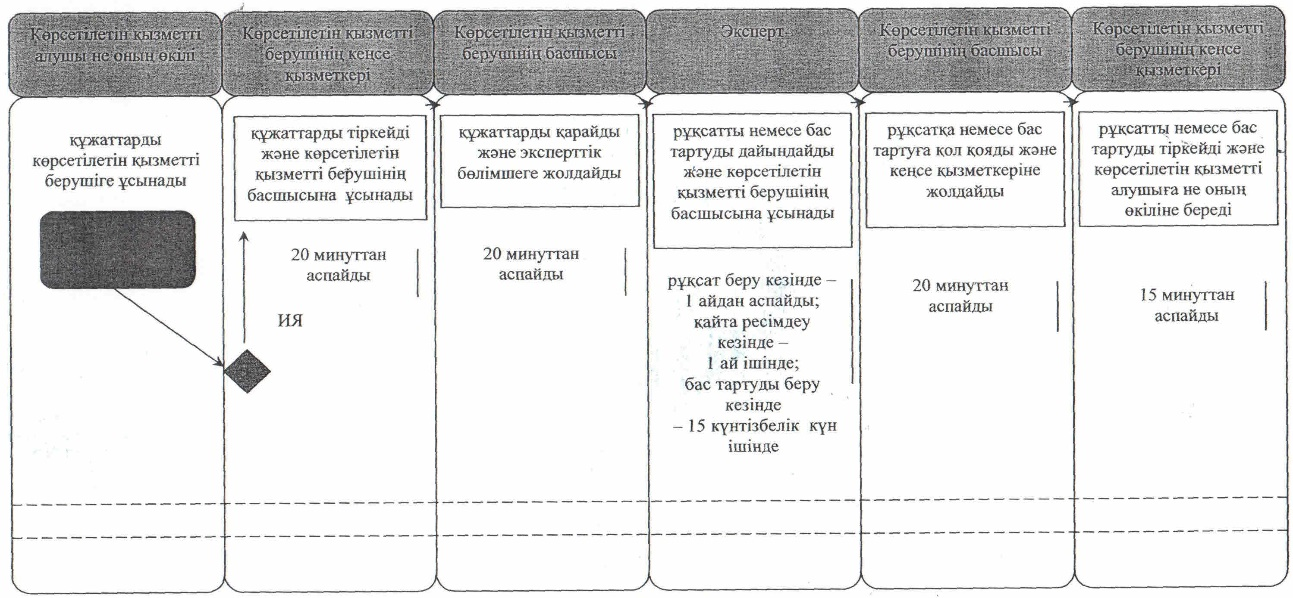 Көрсетілетін қызметті
алушы не оның өкілі
Көрсетілетін қызметті
берушінің кеңсе
қызметкері
Көрсетілетін қызметті
берушінің басшысы
Эксперт
Көрсетілетін қызметті
берушінің басшысы
Көрсетілетін қызметті
берушінің кеңсе
қызметкері
құжаттарды
көрсетілетін қызметті
берушіге ұсынады
құжаттарды тіркейді
және көрсетілетін
қызметті берушінің
басшысына ұсынады
20 минуттан
аспайды
ИЯ
құжаттарды қарайды
және эксперттік
бөлімшеге жолдайды
20 минуттан
аспайды
рұқсатты немесе бас
тартуды дайындайды
және көрсетілетін
қызметті берушінің
басшысына ұсынады
рұқсат беру кезінде –
1 айдан аспайды;
қайта ресімдеу
кезінде –
1 ай ішінде;
бас тартуды беру
кезінде
– 15 күнтізбелік күн
ішінде
рұқсатқа немесе бас
тартуға қол қояды және
кеңсе қызметкеріне
жолдайды
20 минуттан
аспайды
рұқсатты немесе бас
тартуды тіркейді және
көрсетілетін қызметті
алушыға не оның
өкіліне береді
15 минуттан
аспайды